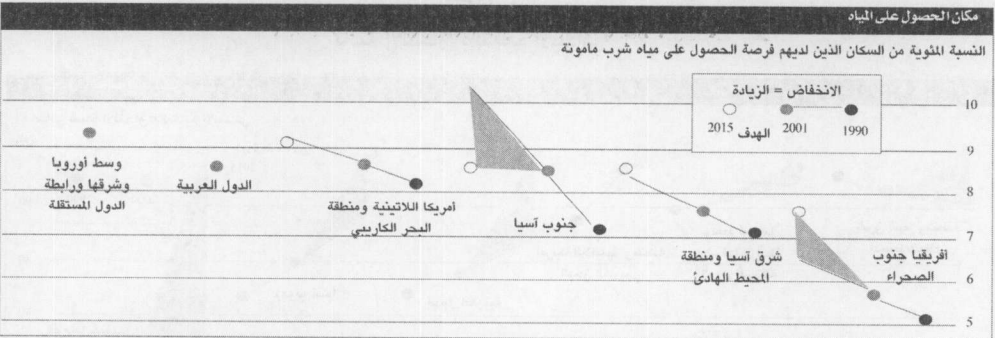 مكان الحصول على المياه
النسبة المئوية من السكان الذين لديهم فرصة الحصول على مياه شرب مامونة
الانخفاض = الزيادة
1990 2001 الهدف 2015
10
9
8
7
6
5
أفريقيا جنوب
الصحراء
شرق آسيا ومنطقة
المحيط الهادئ
جنوب آسيا
أمريكا اللاتينية ومنطقة
البحر الكاريبي
الدول العربية
وسط أوروبا
وشرقها ورابطة
الدول المستقلة